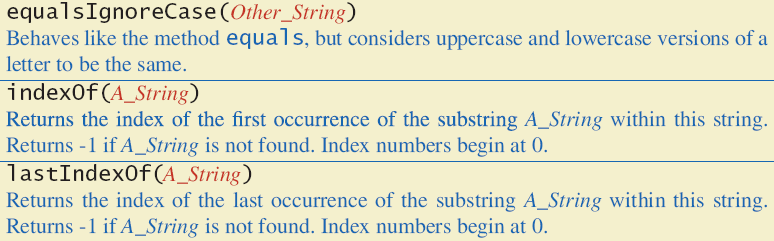 equalsIgnoreCase(Other_String)
Behaves like the method equals, but considers uppercase and lowercase versions of a
letter to be the same.
indexOf(A_String)
Returns the index of the first occurrence of the substring A_String within this string.
Returns -1 if A_String is not found. Index numbers begin at 0.
lastIndexOf(A_String)
Returns the index of the last occurrence of the substring A_String within this string.
Returns -1 if A_String is not found. Index numbers begin at 0.